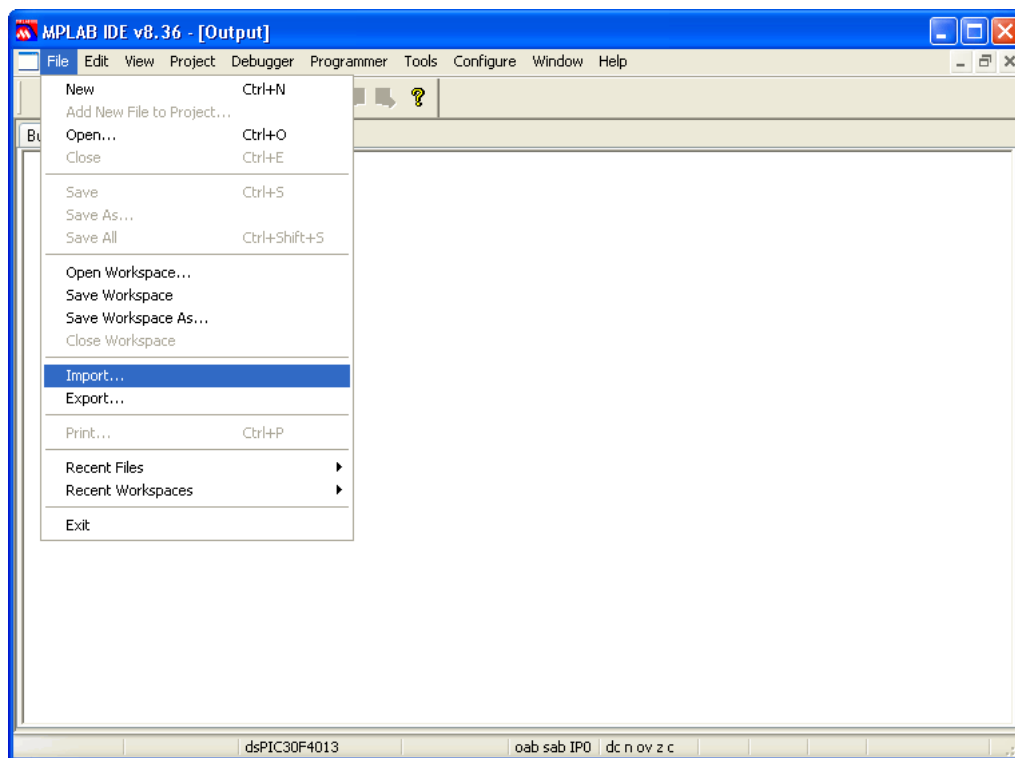 MPLAB IDE v8.36 - [Output]
File Edit View Project Debugger Programmer Tools Configure Window Help
New Ctrl+N
Add New File to Project...
Open... Ctrl+O
Close Ctrl+E
Save Ctrl+S
Save As...
Save All Ctrl+Shift+S
Open Workspace...
Save Workspace
Save Workspace As...
Close Workspace
Import...
Export...
Print... Ctrl+P
Recent Files
Recent Workspaces
Exit
dsPIC30F4013 oab sab IP0 dc n ov z c